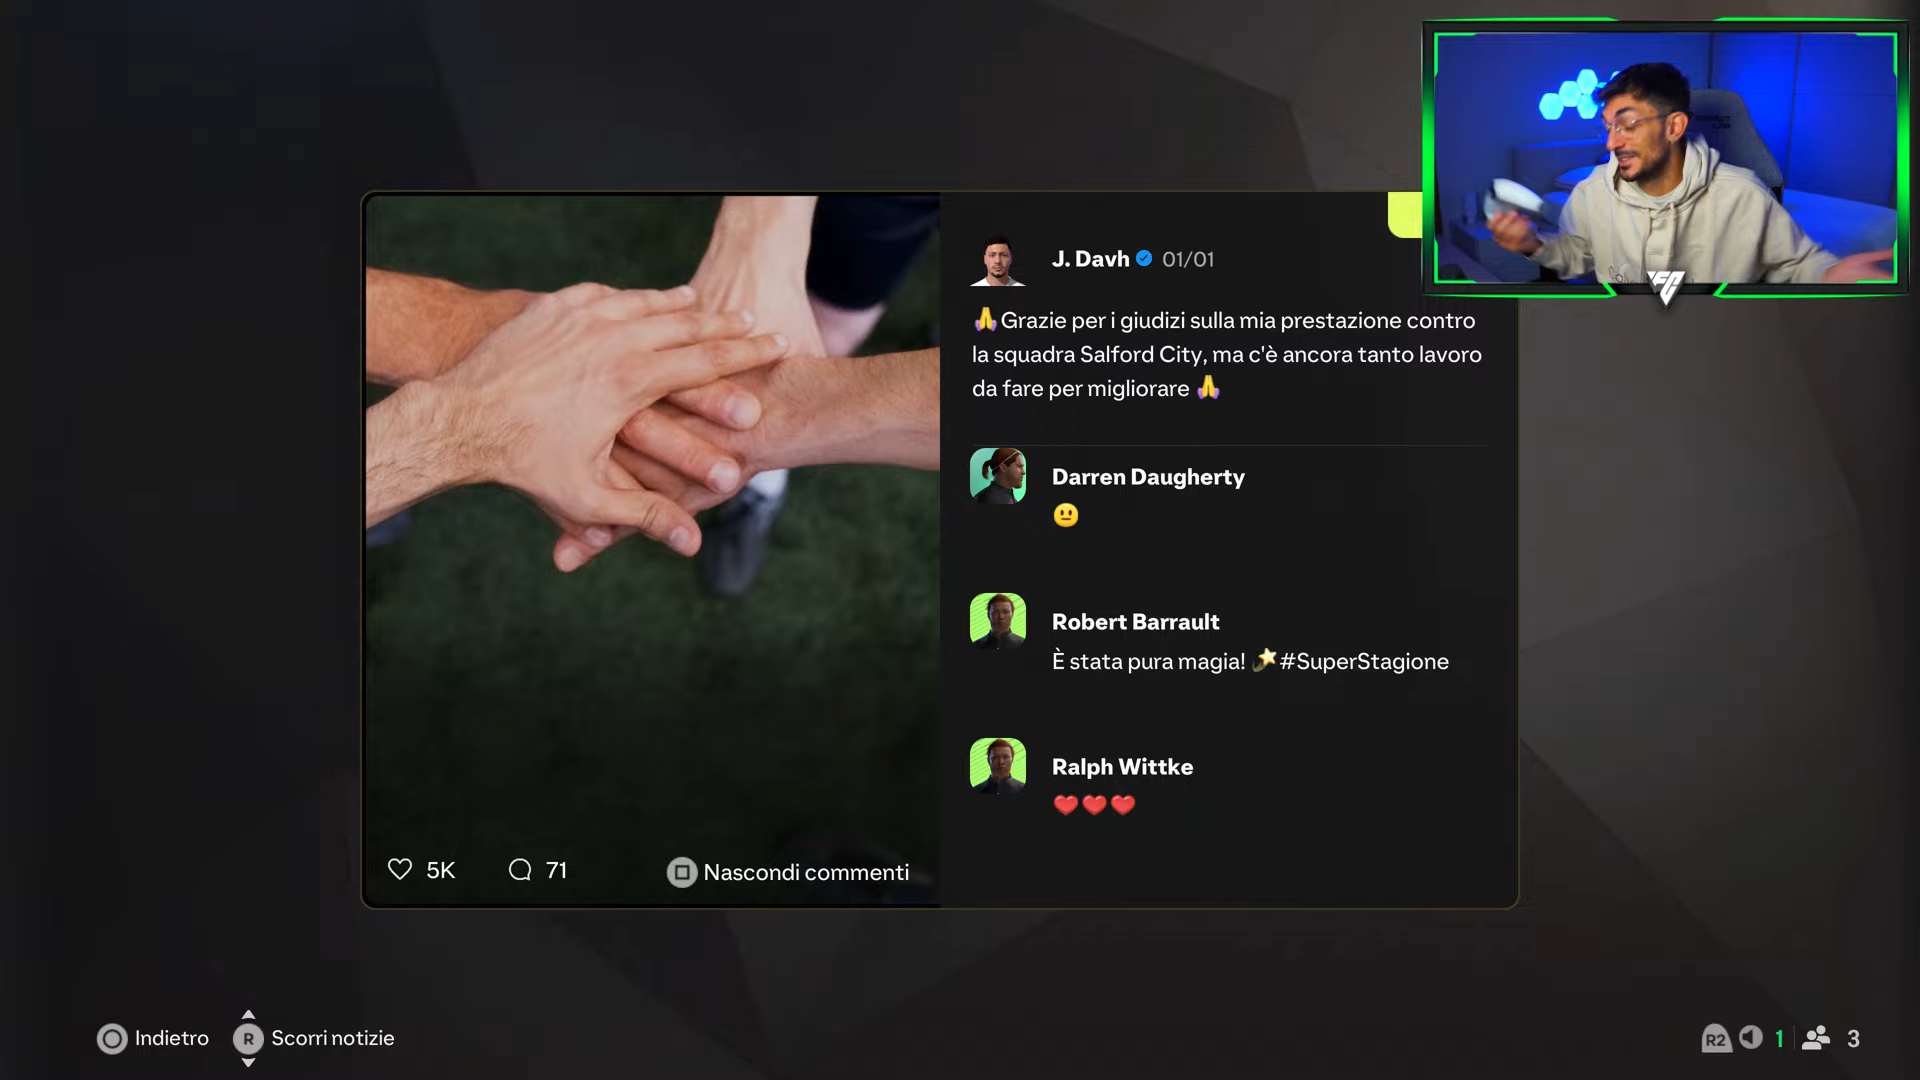 J. Davh 01/01
🙏Grazie per i giudizi sulla mia prestazione contro
la squadra Salford City, ma c'è ancora tanto lavoro
da fare per migliorare 🙏
Darren Daugherty
😐
Robert Barrault
È stata pura magia! 🌠#SuperStagione
Ralph Wittke
❤️❤️❤️
5K 71 Nascondi commenti
Indietro R Scorri notizie
R2 1 3